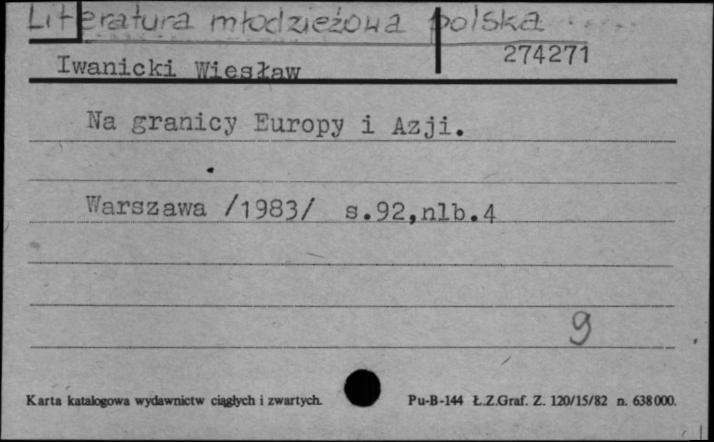 Literatura młodzieżowa polska
274271
Iwanicki Wiesław
Na granicy Europy i Azji.
Warszawa /1983/ s.92,nlb.4
9
Karta katalogowa wydawnictw ciągłych i zwartych. Pu-B-144 Ł.Z.Graf. Z. 120/15/82 n. 638000.